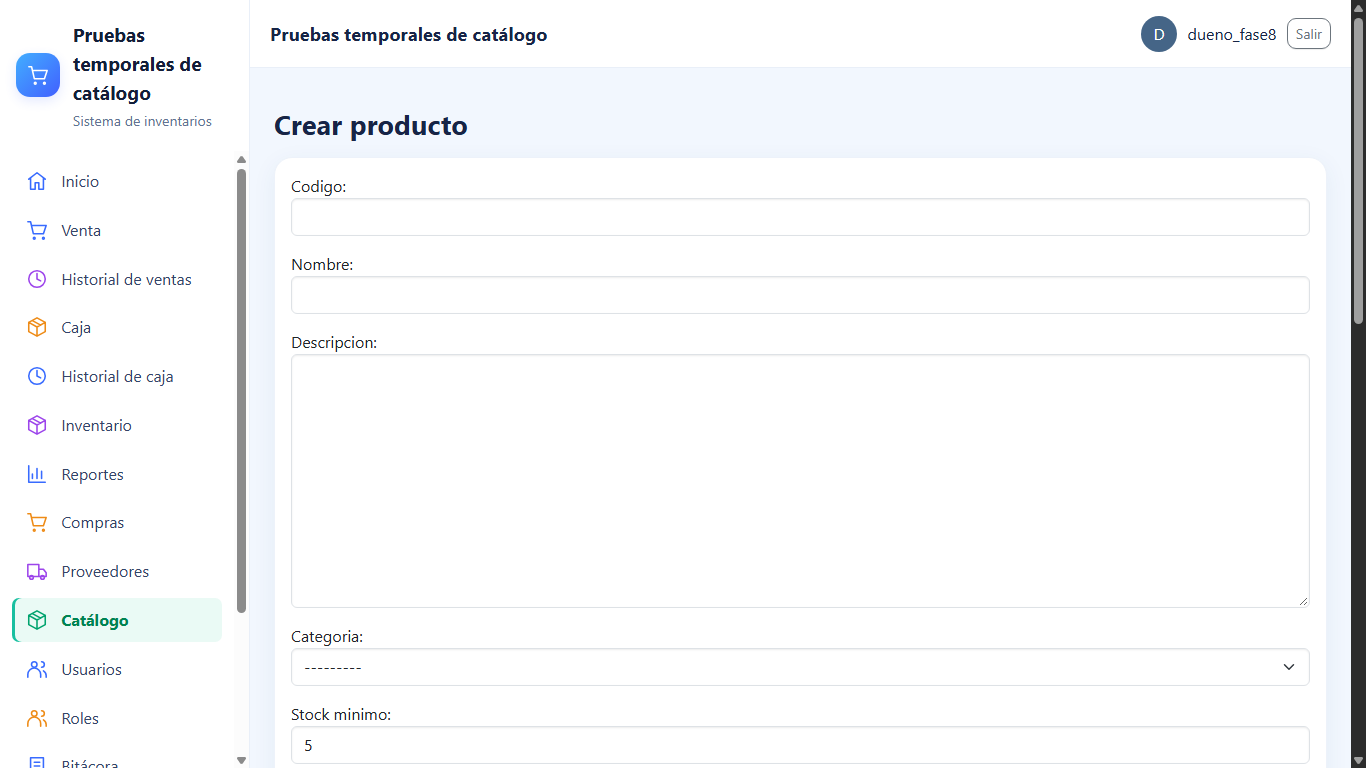 Pruebas
temporales de
catálogo
Sistema de inventarios
Inicio
Venta
Historial de ventas
Caja
Historial de caja
Inventario
Reportes
Compras
Proveedores
Catálogo
Usuarios
Roles
Bitácora
Pruebas temporales de catálogo
D
dueno_fase8
Salir
Crear producto
Codigo:
Nombre:
Descripcion:
Categoria:
---------
Stock minimo:
5